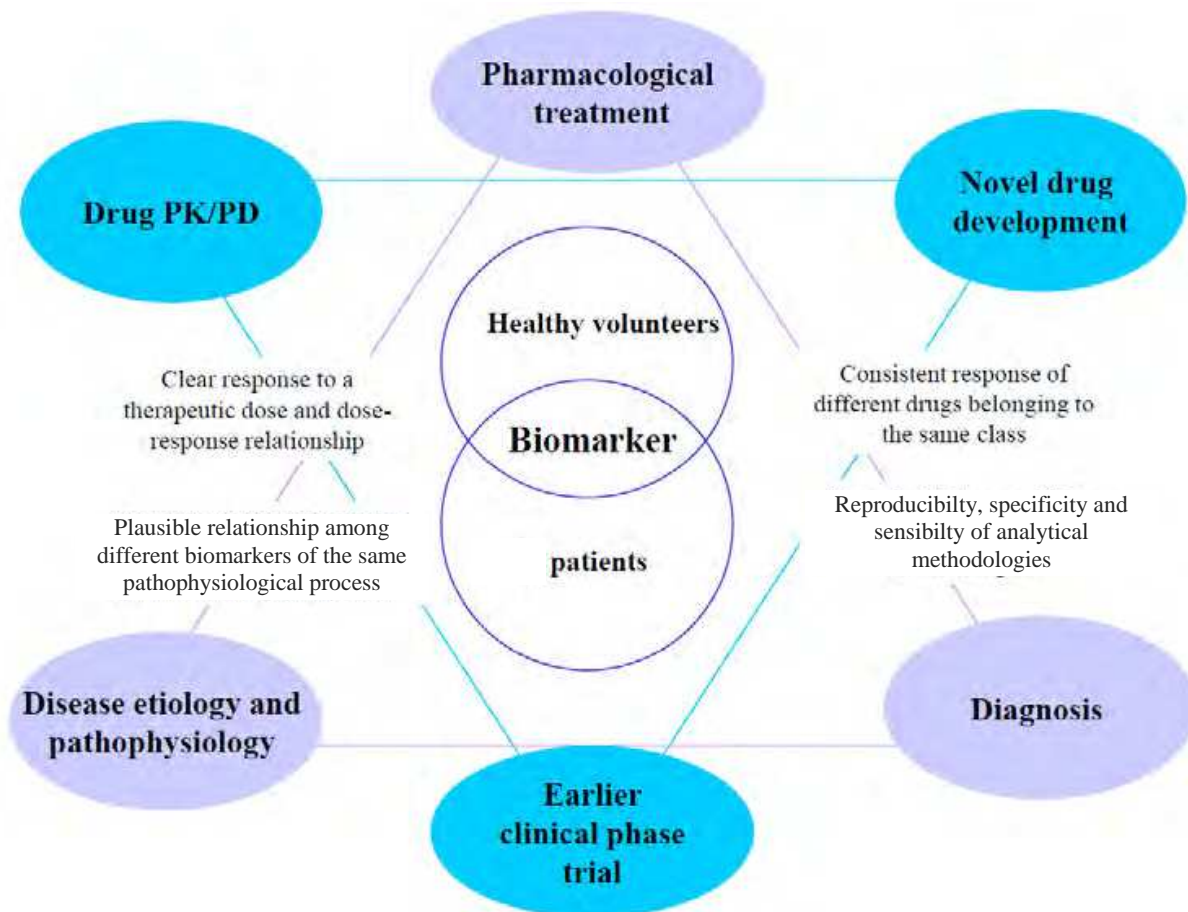 Pharmacological
treatment
Drug PK/PD
Novel drug
development
Healthy volunteers
Clear response to a
therapeutic dose and dose-
response relationship
Consistent response of
different drugs belonging to
the same class
Biomarker
Plausible relationship among
different biomarkers of the same
pathophysiological process
Reproducibilty, specificity and
sensibilty of analytical
methodologies
patients
Disease etiology and
pathophysiology
Diagnosis
Earlier
clinical phase
trial